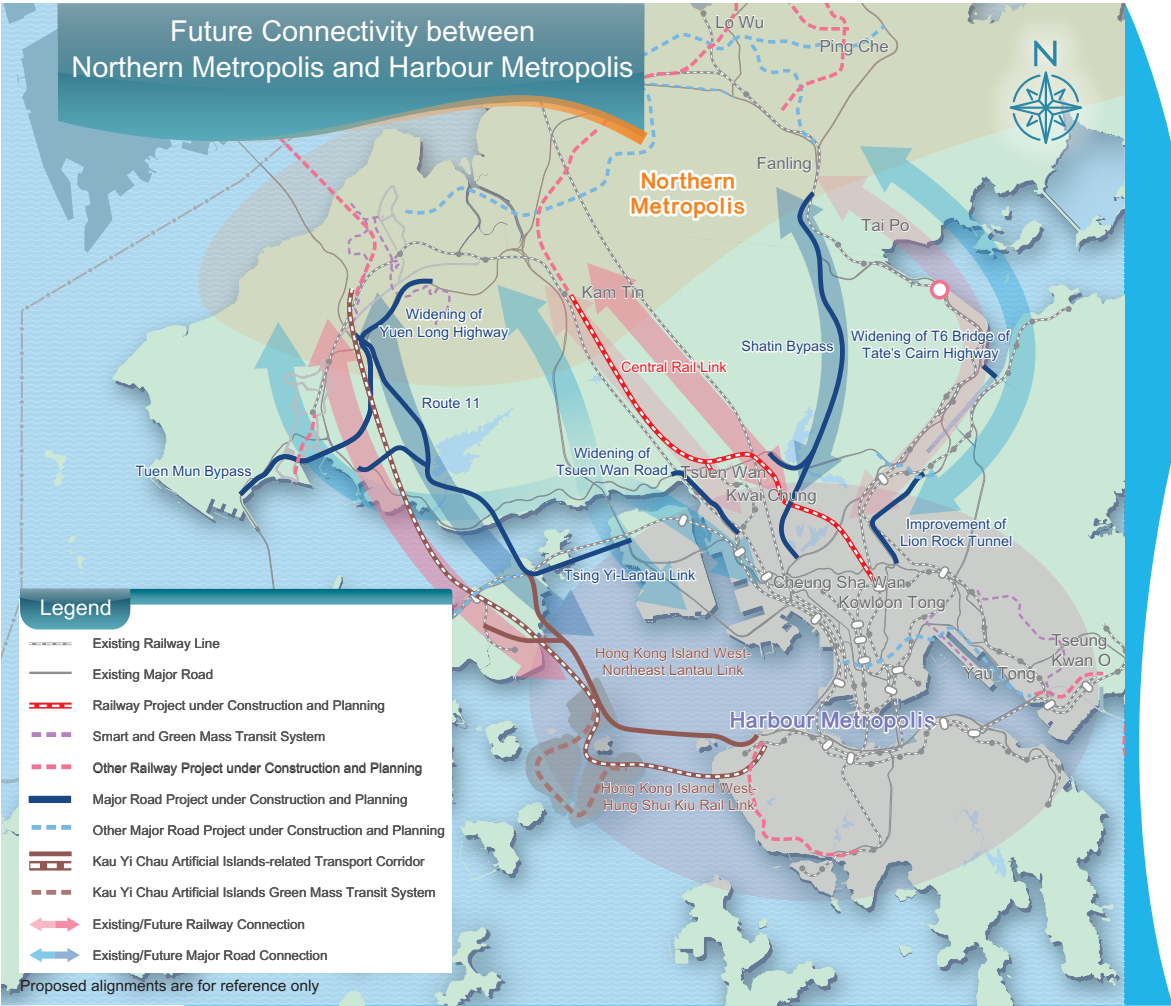 Future Connectivity between
Northern Metropolis and Harbour Metropolis
Lo Wu
Ping Che
N
Fanling
Northern
Metropolis
Tai Po
Kam Tin
Widening of
Yuen Long Highway
Shatin Bypass
Widening of T6 Bridge of
Tate's Cairn Highway
Central Rail Link
Route 11
Tuen Mun Bypass
Widening of
Tsuen Wan Road
Tsuen Wan
Kwai Chung
Improvement of
Lion Rock Tunnel
Tsing Yi-Lantau Link
Cheung Sha Wan
Kowloon Tong
Hong Kong Island West-
Northeast Lantau Link
Tseung
Kwan O
Yau Tong
Harbour Metropolis
Hong Kong Island West-
Hung Shui Kiu Rail Link
Legend
Existing Railway Line
Existing Major Road
Railway Project under Construction and Planning
Smart and Green Mass Transit System
Other Railway Project under Construction and Planning
Major Road Project under Construction and Planning
Other Major Road Project under Construction and Planning
Kau Yi Chau Artificial Islands-related Transport Corridor
Kau Yi Chau Artificial Islands Green Mass Transit System
Existing/Future Railway Connection
Existing/Future Major Road Connection
Proposed alignments are for reference only